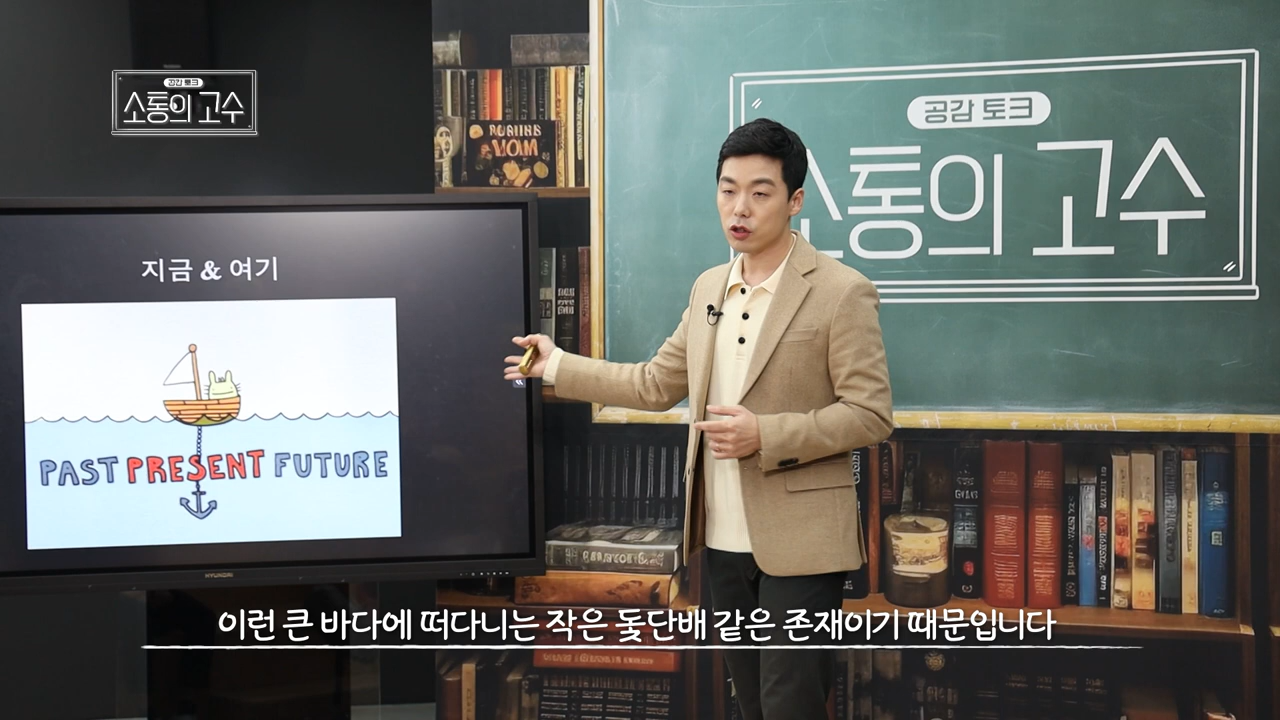 공감 토크
소통의 고수
공감 토크
소통의 고수
지금 & 여기
PAST PRESENT FUTURE
HYUNDAI
이런 큰 바다에 떠다니는 작은 돛단배 같은 존재이기 때문입니다